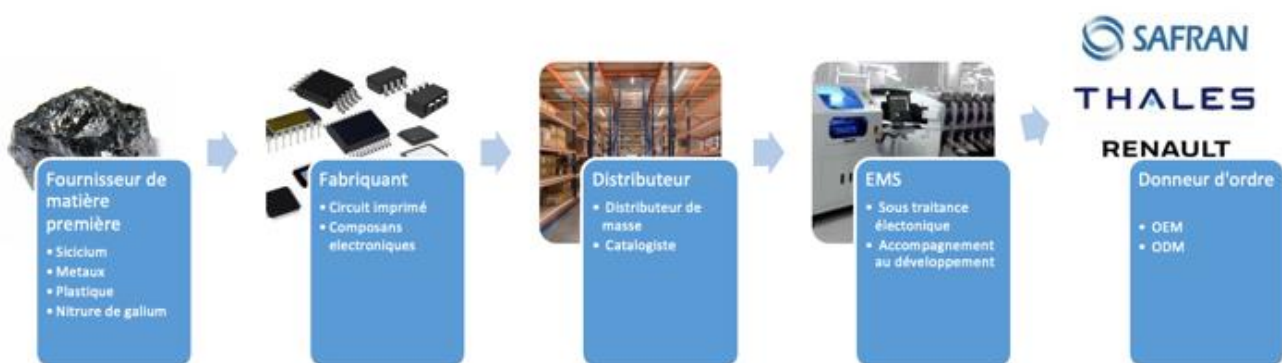 SAFRAN
THALES
RENAULT
Fournisseur de
matière
première
• Sicicium
• Metaux
• Plastique
• Nitrure de galium
Fabriquant
• Circuit imprimé
• Composans
electroniques
Distributeur
• Distributeur de
masse
• Catalogiste
EMS
• Sous traitance
électonique
• Accompagnement
au développement
Donneur d'ordre
• OEM
• ODM